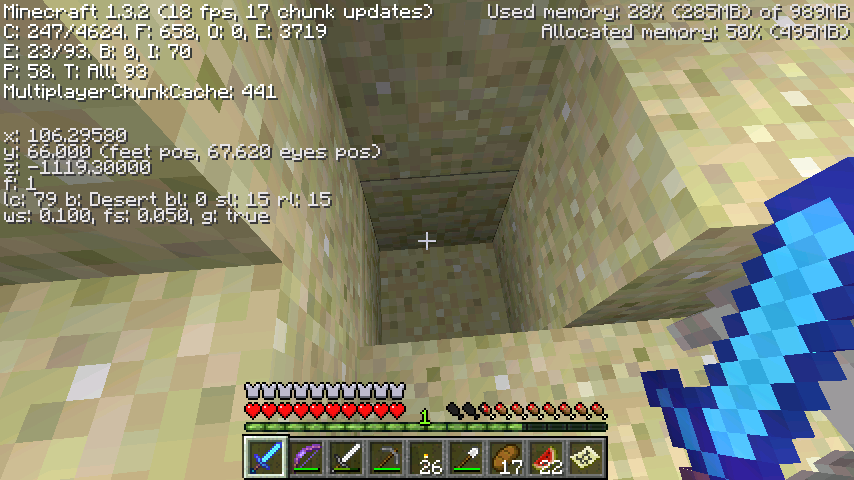 Minecraft 1.3.2 (18 fps, 17 chunk updates)
C: 247/4624, F: 658, O: 0, E: 3719
E: 23/93, B: 0, I: 70
P: 58, T: All: 93
MultiplayerChunkCache: 441
Used memory: 28% (285MB) of 989MB
Allocated memory: 50% (495MB)
x: 106.29580
y: 66.000 (feet pos, 67.620 eyes pos)
z: -1119.30000
f: 1
lc: 79 b: Desert bl: 0 sl: 15 rl: 15
ws: 0.100, fs: 0.050, g: true
1
26 17 22